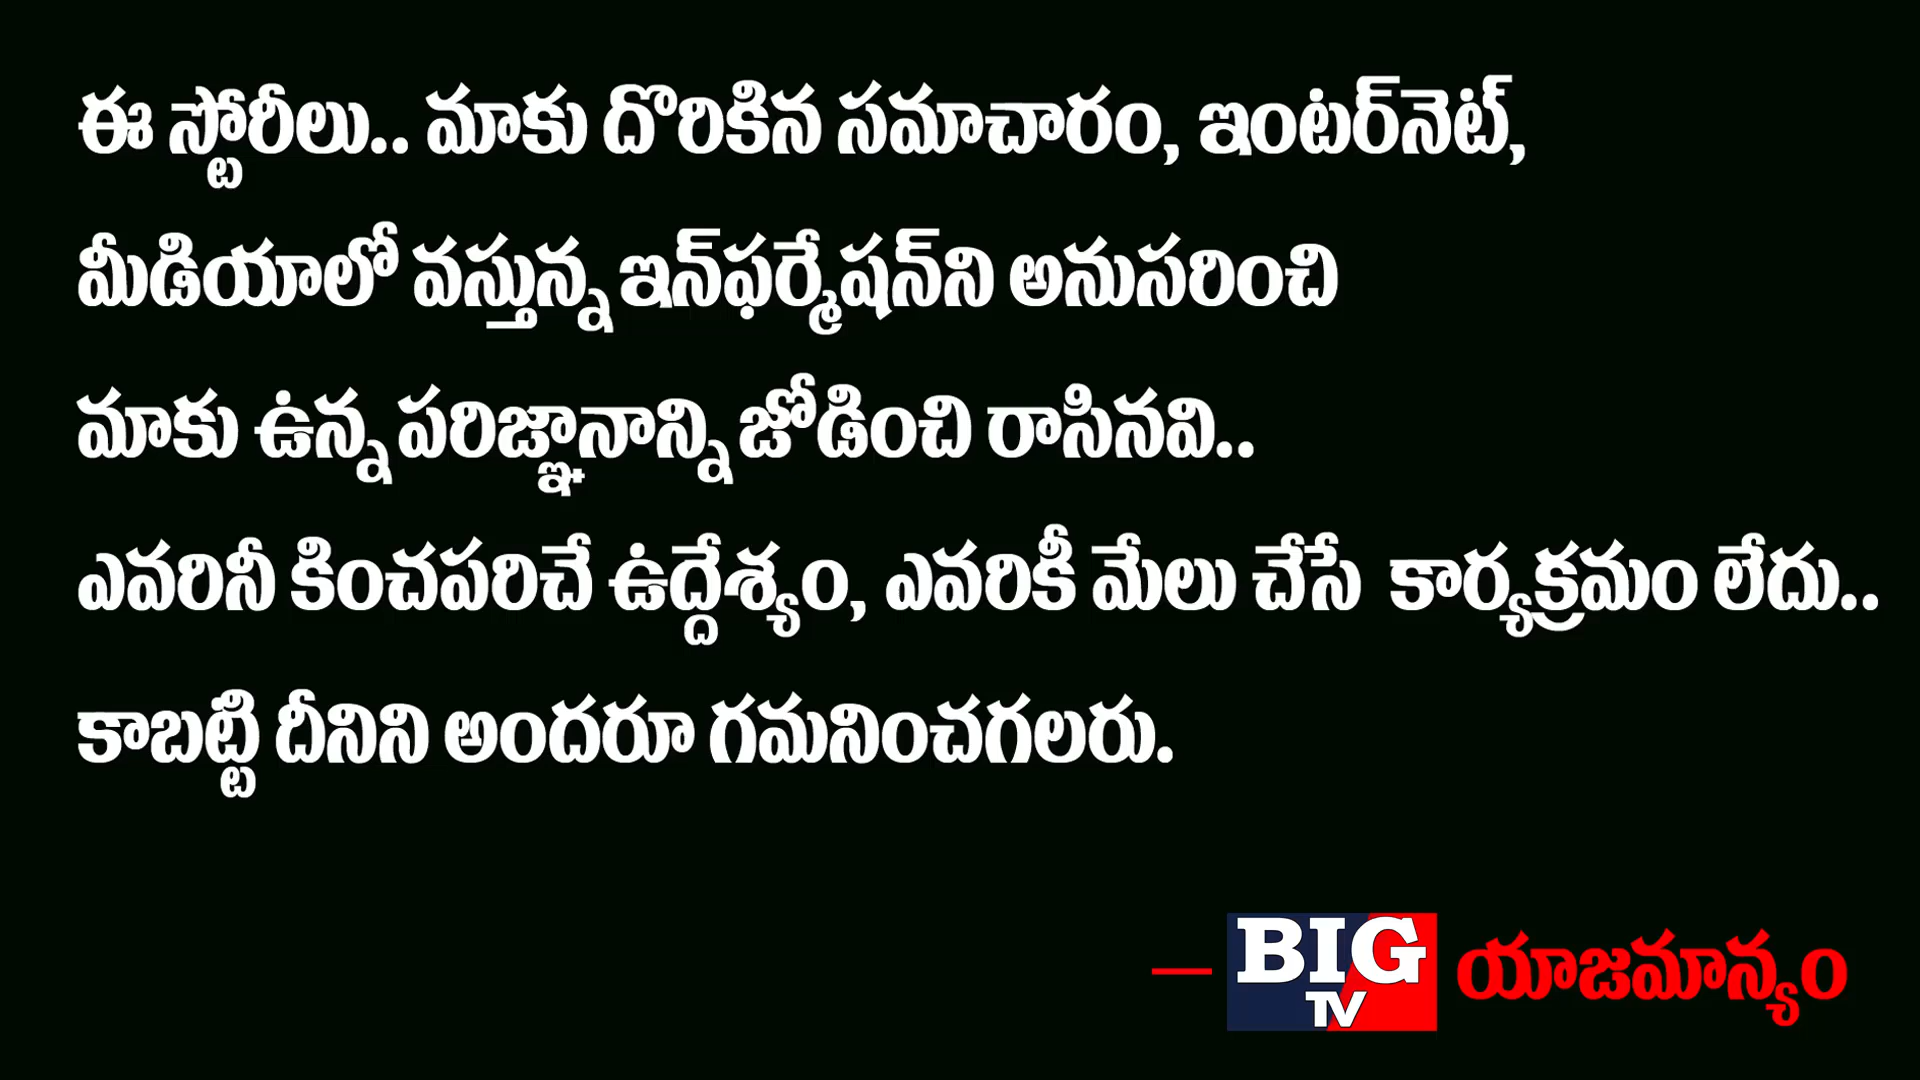 ఈ స్టోరీలు.. మాకు దొరికిన సమాచారం, ఇంటర్‌నెట్,
మీడియాలో వస్తున్న ఇన్‌ఫర్మేషన్‌ని అనుసరించి
మాకు ఉన్న పరిజ్ఞానాన్ని జోడించి రాసినవి..
ఎవరినీ కించపరిచే ఉద్దేశ్యం, ఎవరికీ మేలు చేసే కార్యక్రమం లేదు..
కాబట్టి దీనిని అందరూ గమనించగలరు.
— BIG TV యాజమాన్యం